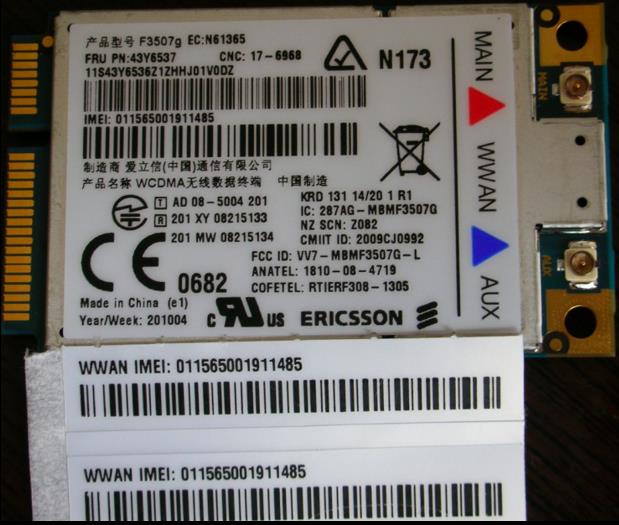 产品型号 F3507g EC:N61365
FRU PN:43Y6537 CNC: 17-6968
11S43Y6536Z1ZHHJ01V0DZ
N173
IMEI: 011565001911485
制造商 爱立信(中国)通信有限公司
产品名称 WCDMA无线数据终端 中国制造
T AD 08-5004 201
R 201 XY 08215133
201 MW 08215134
KRD 131 14/20 1 R1
IC: 287AG-MBMF3507G
NZ SCN: Z082
CMIIT ID: 2009CJ0992
FCC ID: VV7-MBMF3507G-L
ANATEL: 1810-08-4719
COFETEL: RTIERF308-1305
CE 0682
Made in China (e1)
Year/Week: 201004
c RU us ERICSSON
MAIN
WWAN
AUX
MAIN
AUX
WWAN IMEI: 011565001911485
WWAN IMEI: 011565001911485